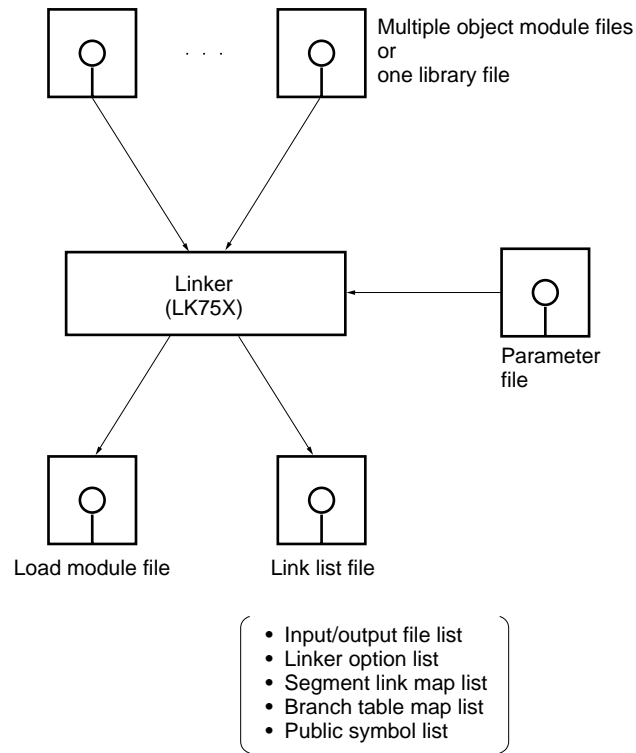 . . .
Multiple object module files
or
one library file
Linker
(LK75X)
Parameter
file
Load module file
Link list file
• Input/output file list
• Linker option list
• Segment link map list
• Branch table map list
• Public symbol list